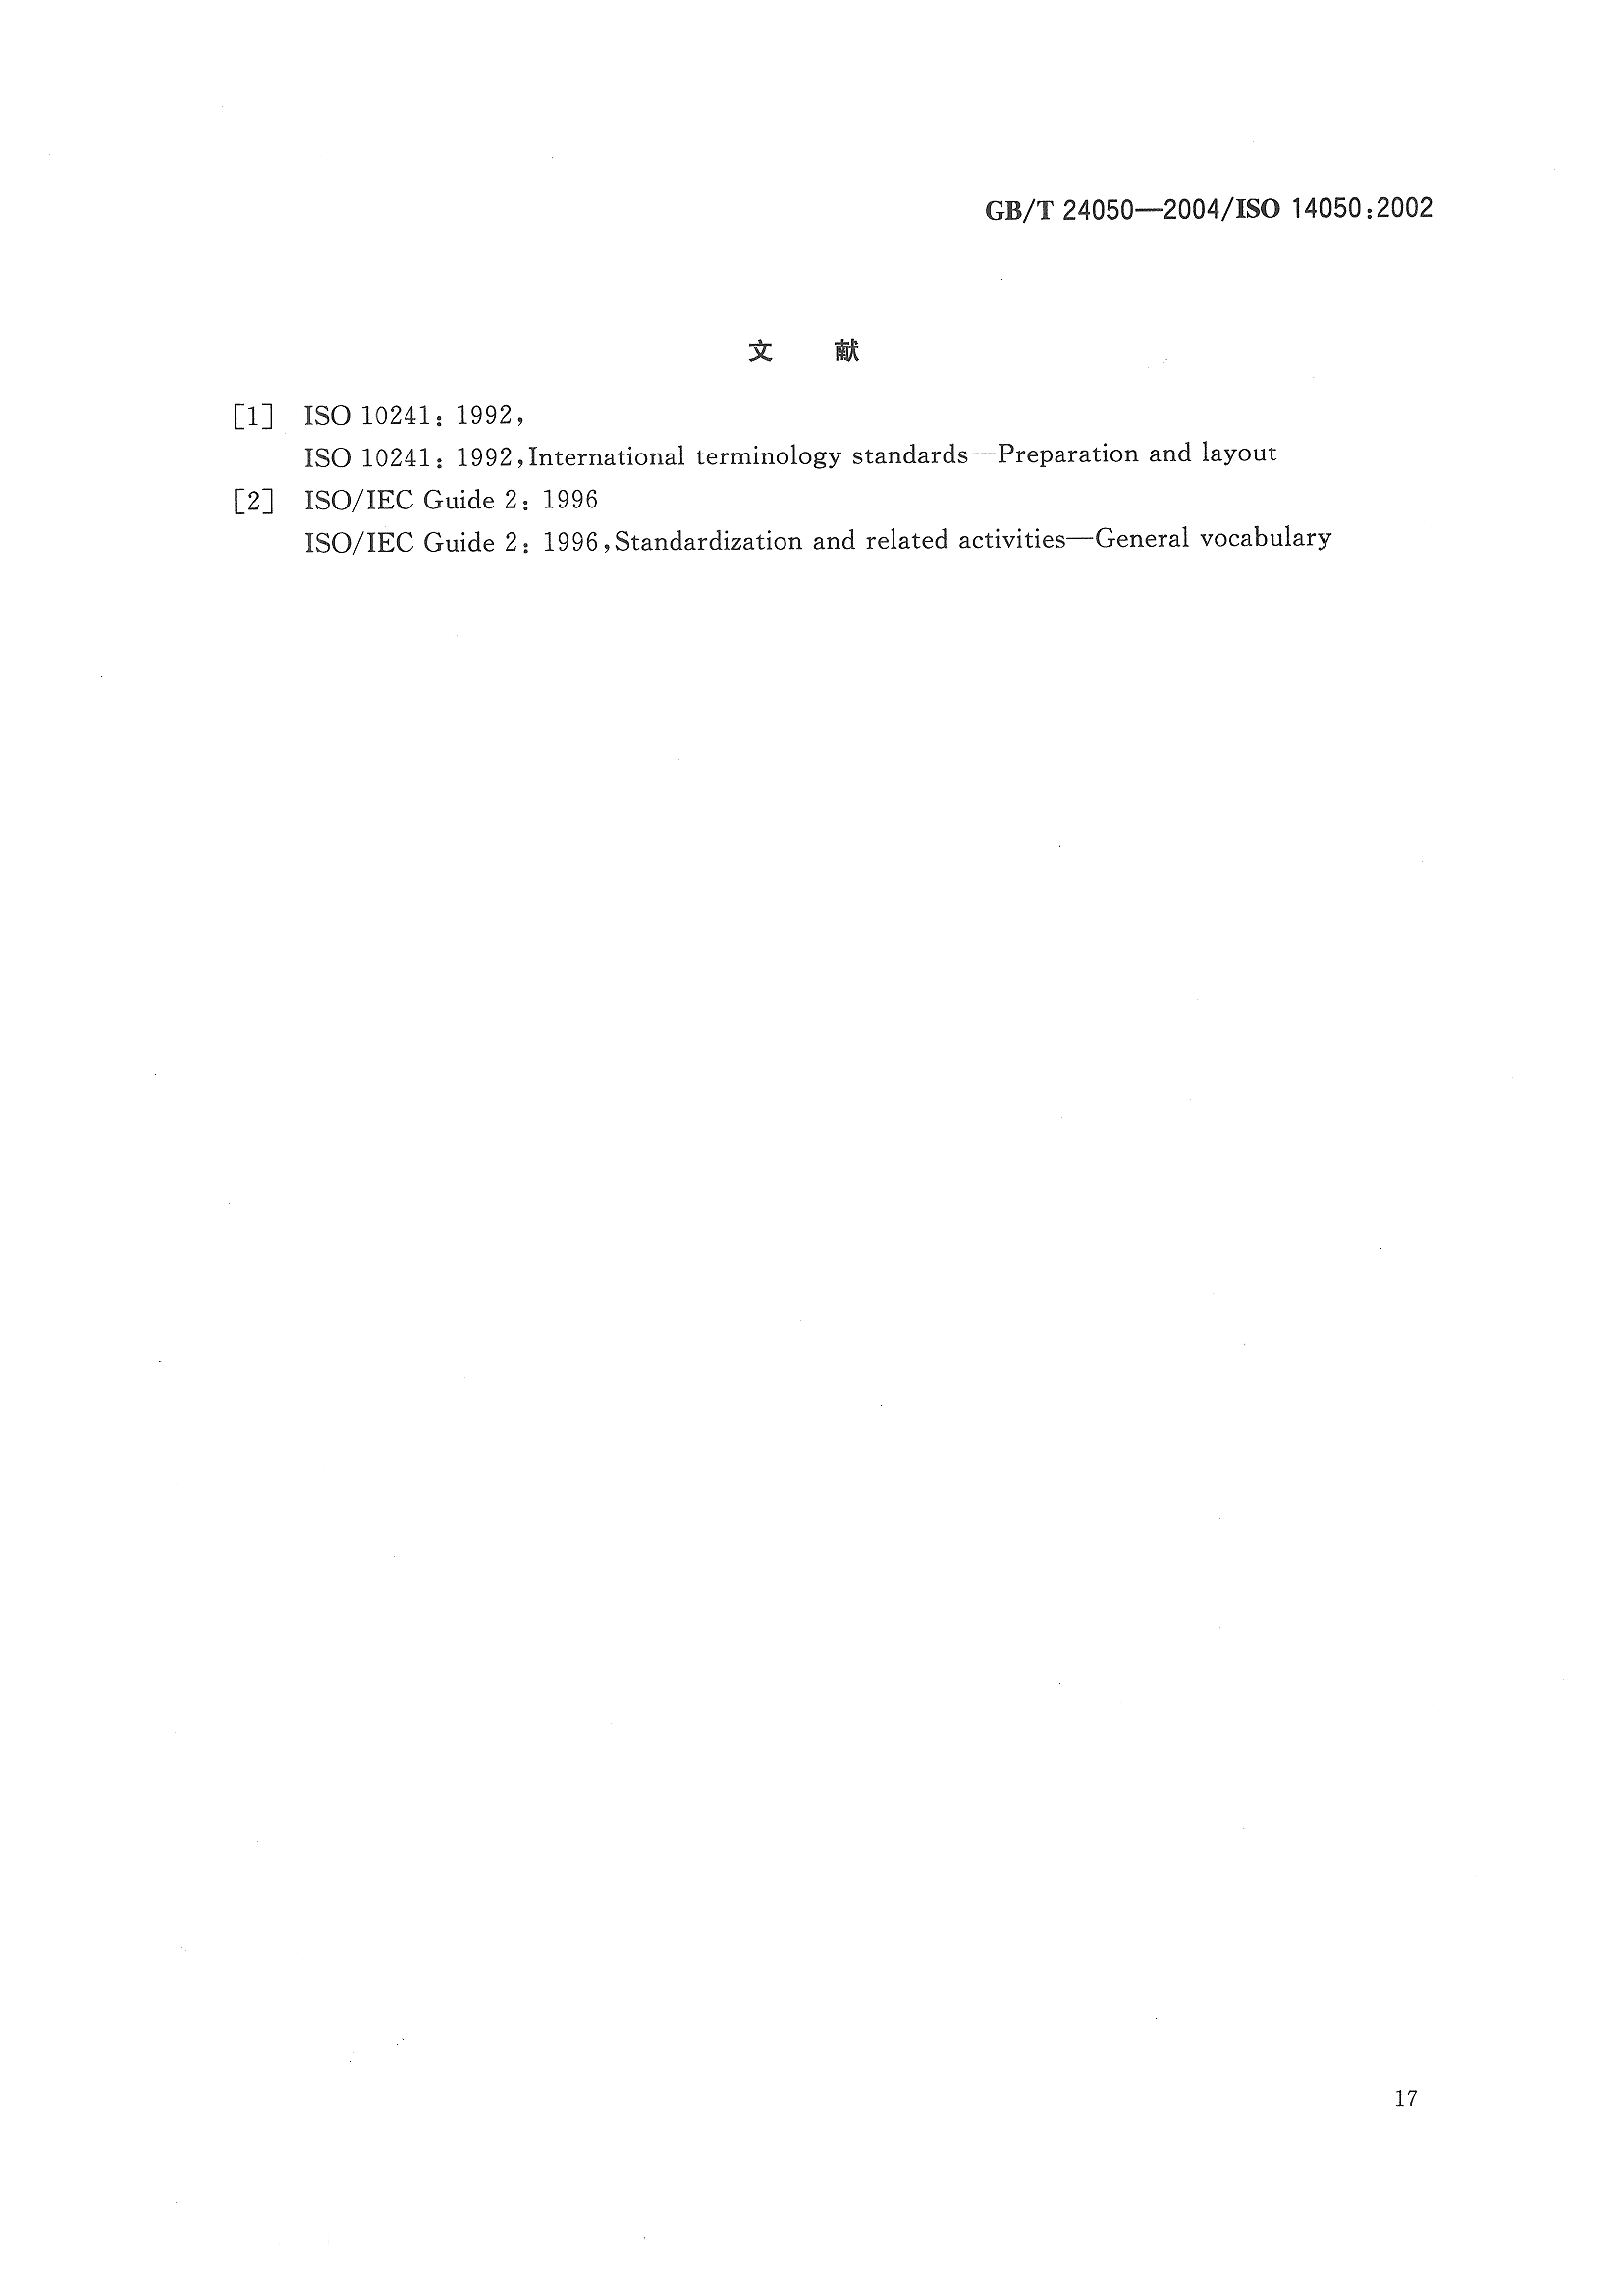 GB/T 24050—2004/ISO 14050:2002
文 献
[1] ISO 10241: 1992,
ISO 10241: 1992,International terminology standards—Preparation and layout
[2] ISO/IEC Guide 2: 1996
ISO/IEC Guide 2: 1996,Standardization and related activities—General vocabulary
17